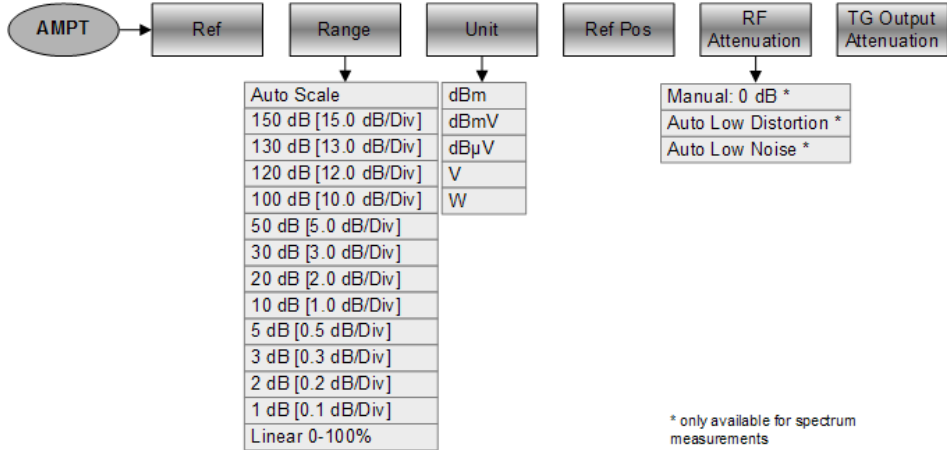 AMPT
Ref
Range
Unit
Ref Pos
RF
Attenuation
TG Output
Attenuation
Auto Scale
150 dB [15.0 dB/Div]
130 dB [13.0 dB/Div]
120 dB [12.0 dB/Div]
100 dB [10.0 dB/Div]
50 dB [5.0 dB/Div]
30 dB [3.0 dB/Div]
20 dB [2.0 dB/Div]
10 dB [1.0 dB/Div]
5 dB [0.5 dB/Div]
3 dB [0.3 dB/Div]
2 dB [0.2 dB/Div]
1 dB [0.1 dB/Div]
Linear 0-100%
dBm
dBmV
dBµV
V
W
Manual: 0 dB *
Auto Low Distortion *
Auto Low Noise *
* only available for spectrum
measurements